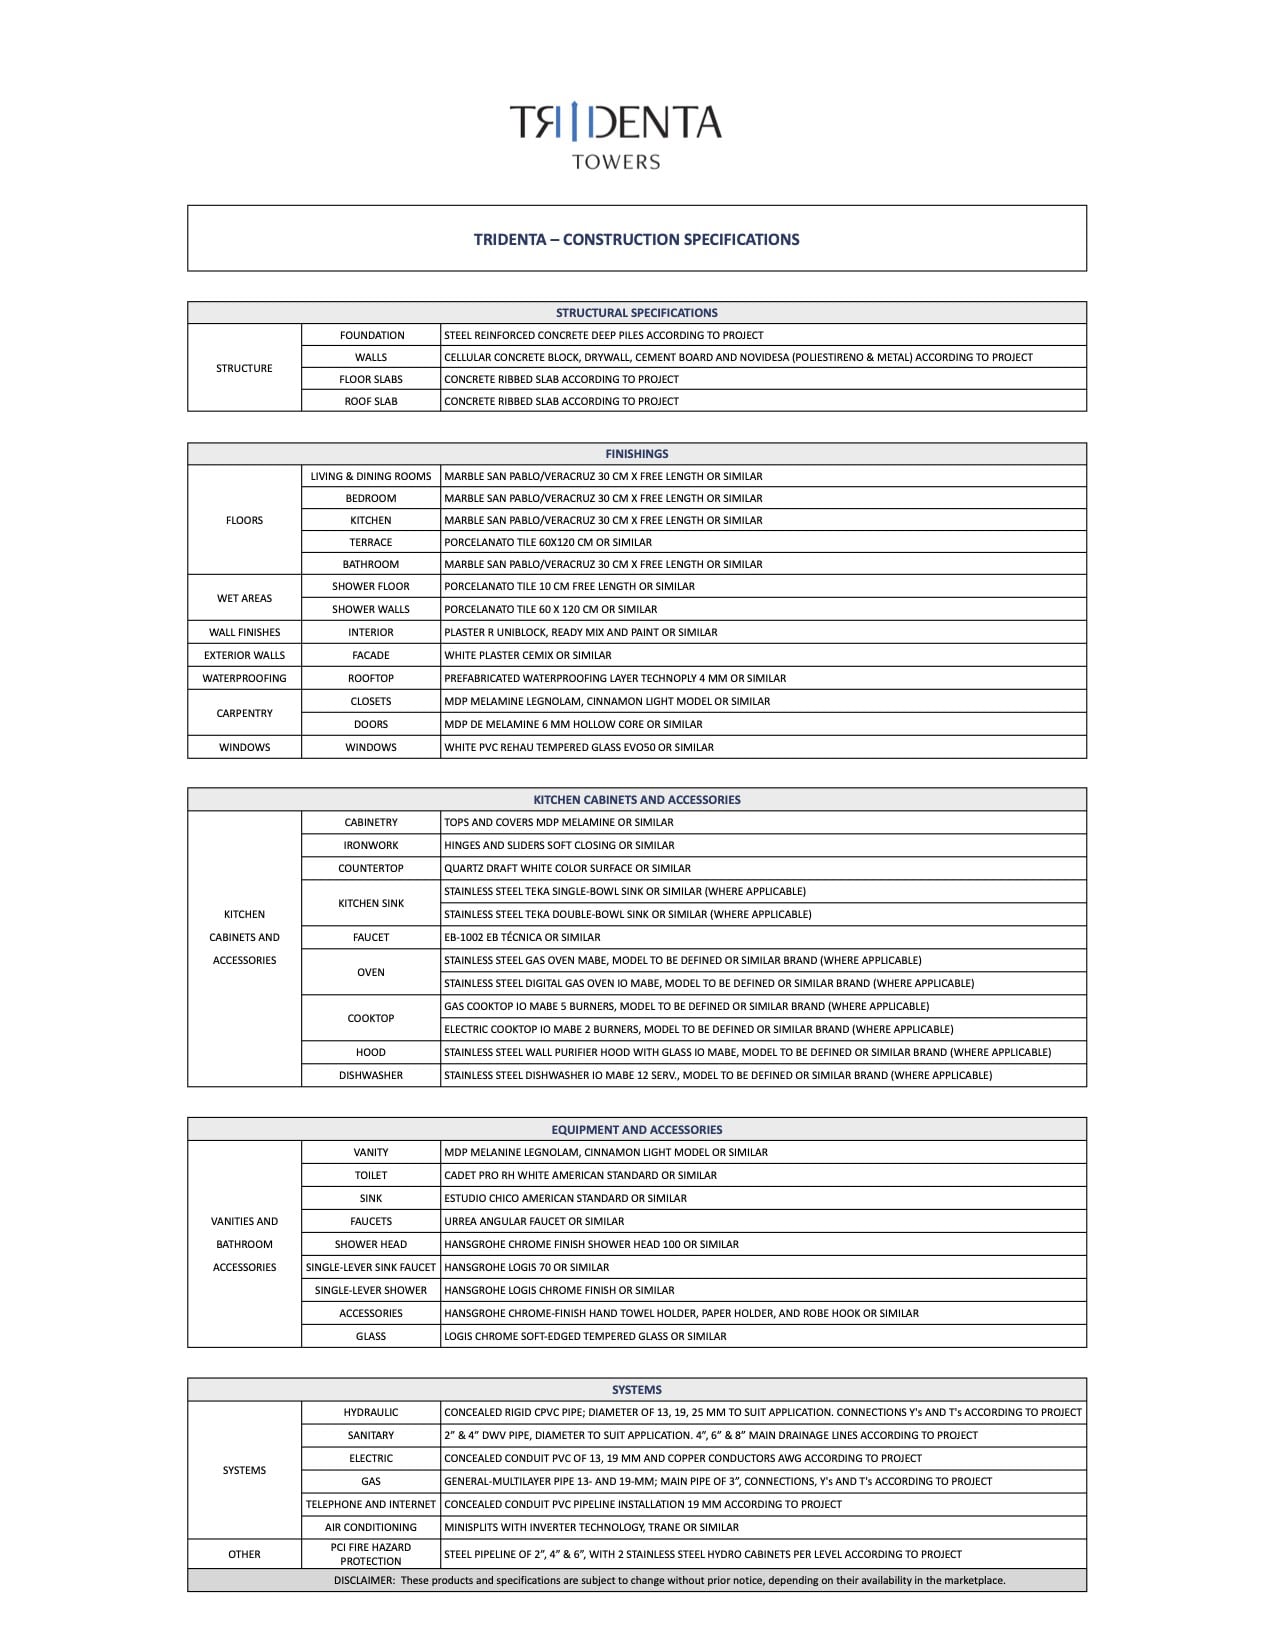 TRIDENTA
TOWERS
TRIDENTA – CONSTRUCTION SPECIFICATIONS
STRUCTURAL SPECIFICATIONS
STRUCTURE
FOUNDATION STEEL REINFORCED CONCRETE DEEP PILES ACCORDING TO PROJECT
WALLS CELLULAR CONCRETE BLOCK, DRYWALL, CEMENT BOARD AND NOVIDESA (POLIESTIRENO & METAL) ACCORDING TO PROJECT
FLOOR SLABS CONCRETE RIBBED SLAB ACCORDING TO PROJECT
ROOF SLAB CONCRETE RIBBED SLAB ACCORDING TO PROJECT
FINISHINGS
FLOORS
LIVING & DINING ROOMS MARBLE SAN PABLO/VERACRUZ 30 CM X FREE LENGTH OR SIMILAR
BEDROOM MARBLE SAN PABLO/VERACRUZ 30 CM X FREE LENGTH OR SIMILAR
KITCHEN MARBLE SAN PABLO/VERACRUZ 30 CM X FREE LENGTH OR SIMILAR
TERRACE PORCELANATO TILE 60X120 CM OR SIMILAR
BATHROOM MARBLE SAN PABLO/VERACRUZ 30 CM X FREE LENGTH OR SIMILAR
WET AREAS
SHOWER FLOOR PORCELANATO TILE 10 CM FREE LENGTH OR SIMILAR
SHOWER WALLS PORCELANATO TILE 60 X 120 CM OR SIMILAR
WALL FINISHES INTERIOR PLASTER R UNIBLOCK, READY MIX AND PAINT OR SIMILAR
EXTERIOR WALLS FACADE WHITE PLASTER CEMIX OR SIMILAR
WATERPROOFING ROOFTOP PREFABRICATED WATERPROOFING LAYER TECHNOPLY 4 MM OR SIMILAR
CARPENTRY
CLOSETS MDP MELAMINE LEGNOLAM, CINNAMON LIGHT MODEL OR SIMILAR
DOORS MDP DE MELAMINE 6 MM HOLLOW CORE OR SIMILAR
WINDOWS WINDOWS WHITE PVC REHAU TEMPERED GLASS EVO50 OR SIMILAR
KITCHEN CABINETS AND ACCESSORIES
KITCHEN
CABINETS AND
ACCESSORIES
CABINETRY TOPS AND COVERS MDP MELAMINE OR SIMILAR
IRONWORK HINGES AND SLIDERS SOFT CLOSING OR SIMILAR
COUNTERTOP QUARTZ DRAFT WHITE COLOR SURFACE OR SIMILAR
KITCHEN SINK
STAINLESS STEEL TEKA SINGLE-BOWL SINK OR SIMILAR (WHERE APPLICABLE)
STAINLESS STEEL TEKA DOUBLE-BOWL SINK OR SIMILAR (WHERE APPLICABLE)
FAUCET EB-1002 EB TÉCNICA OR SIMILAR
OVEN
STAINLESS STEEL GAS OVEN MABE, MODEL TO BE DEFINED OR SIMILAR BRAND (WHERE APPLICABLE)
STAINLESS STEEL DIGITAL GAS OVEN IO MABE, MODEL TO BE DEFINED OR SIMILAR BRAND (WHERE APPLICABLE)
COOKTOP
GAS COOKTOP IO MABE 5 BURNERS, MODEL TO BE DEFINED OR SIMILAR BRAND (WHERE APPLICABLE)
ELECTRIC COOKTOP IO MABE 2 BURNERS, MODEL TO BE DEFINED OR SIMILAR BRAND (WHERE APPLICABLE)
HOOD STAINLESS STEEL WALL PURIFIER HOOD WITH GLASS IO MABE, MODEL TO BE DEFINED OR SIMILAR BRAND (WHERE APPLICABLE)
DISHWASHER STAINLESS STEEL DISHWASHER IO MABE 12 SERV., MODEL TO BE DEFINED OR SIMILAR BRAND (WHERE APPLICABLE)
EQUIPMENT AND ACCESSORIES
VANITIES AND
BATHROOM
ACCESSORIES
VANITY MDP MELANINE LEGNOLAM, CINNAMON LIGHT MODEL OR SIMILAR
TOILET CADET PRO RH WHITE AMERICAN STANDARD OR SIMILAR
SINK ESTUDIO CHICO AMERICAN STANDARD OR SIMILAR
FAUCETS URREA ANGULAR FAUCET OR SIMILAR
SHOWER HEAD HANSGROHE CHROME FINISH SHOWER HEAD 100 OR SIMILAR
SINGLE-LEVER SINK FAUCET HANSGROHE LOGIS 70 OR SIMILAR
SINGLE-LEVER SHOWER HANSGROHE LOGIS CHROME FINISH OR SIMILAR
ACCESSORIES HANSGROHE CHROME-FINISH HAND TOWEL HOLDER, PAPER HOLDER, AND ROBE HOOK OR SIMILAR
GLASS LOGIS CHROME SOFT-EDGED TEMPERED GLASS OR SIMILAR
SYSTEMS
SYSTEMS
HYDRAULIC CONCEALED RIGID CPVC PIPE; DIAMETER OF 13, 19, 25 MM TO SUIT APPLICATION. CONNECTIONS Y's AND T's ACCORDING TO PROJECT
SANITARY 2” & 4” DWV PIPE, DIAMETER TO SUIT APPLICATION. 4”, 6” & 8” MAIN DRAINAGE LINES ACCORDING TO PROJECT
ELECTRIC CONCEALED CONDUIT PVC OF 13, 19 MM AND COPPER CONDUCTORS AWG ACCORDING TO PROJECT
GAS GENERAL-MULTILAYER PIPE 13- AND 19-MM; MAIN PIPE OF 3”, CONNECTIONS, Y's AND T's ACCORDING TO PROJECT
TELEPHONE AND INTERNET CONCEALED CONDUIT PVC PIPELINE INSTALLATION 19 MM ACCORDING TO PROJECT
AIR CONDITIONING MINISPLITS WITH INVERTER TECHNOLOGY, TRANE OR SIMILAR
OTHER
PCI FIRE HAZARD
PROTECTION
STEEL PIPELINE OF 2”, 4” & 6”, WITH 2 STAINLESS STEEL HYDRO CABINETS PER LEVEL ACCORDING TO PROJECT
DISCLAIMER: These products and specifications are subject to change without prior notice, depending on their availability in the marketplace.